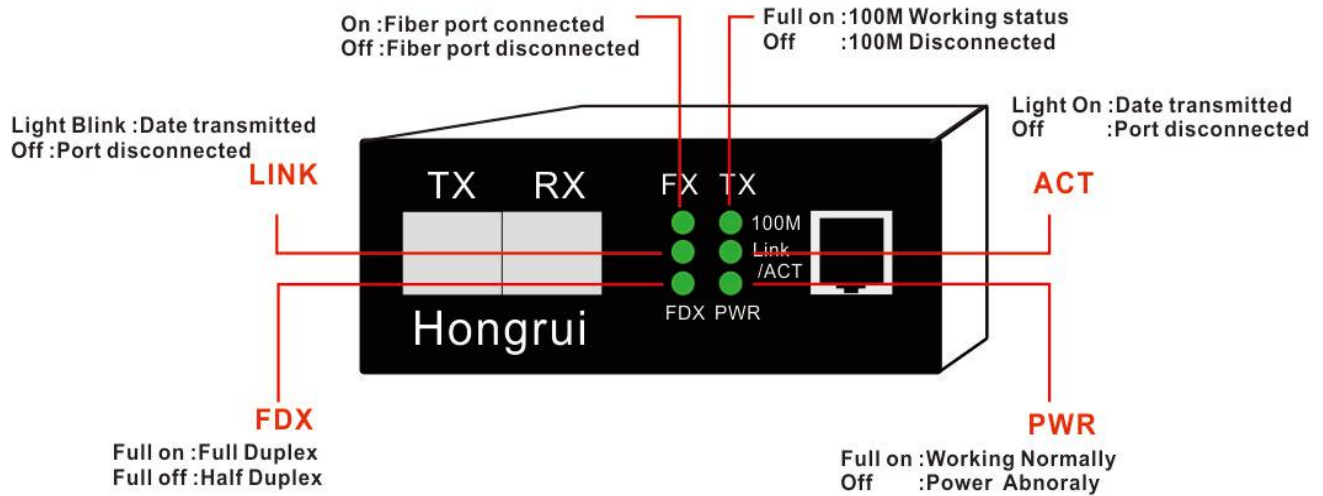 On :Fiber port connected
Off :Fiber port disconnected
Full on :100M Working status
Off :100M Disconnected
Light Blink :Date transmitted
Off :Port disconnected
LINK
Light On :Date transmitted
Off :Port disconnected
ACT
TX RX FX TX
100M
Link
/ACT
FDX PWR
Hongrui
FDX
Full on :Full Duplex
Full off :Half Duplex
PWR
Full on :Working Normally
Off :Power Abnoraly